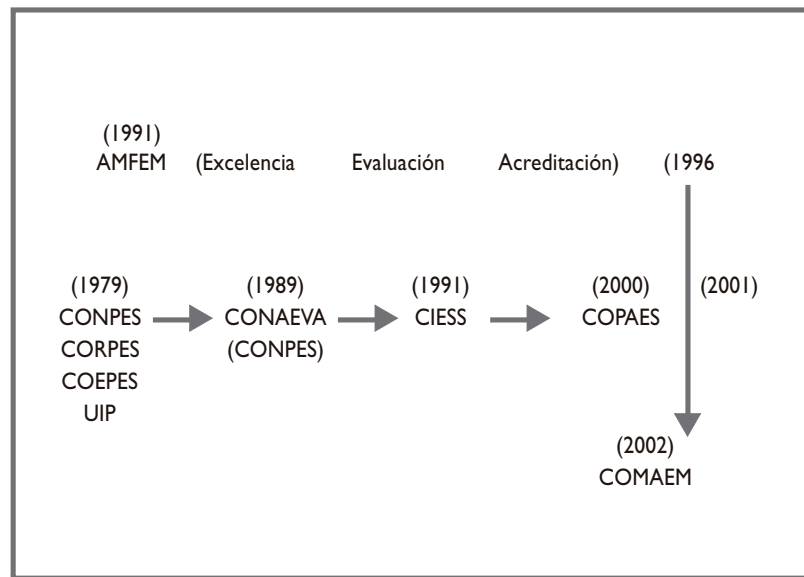 (1991)
AMFEM (Excelencia Evaluación Acreditación) (1996
(1979) (1989) (1991) (2000) (2001)
CONPES CONAEVA CIESS COPAES
CORPES (CONPES)
COEPES
UIP
(2002)
COMAEM